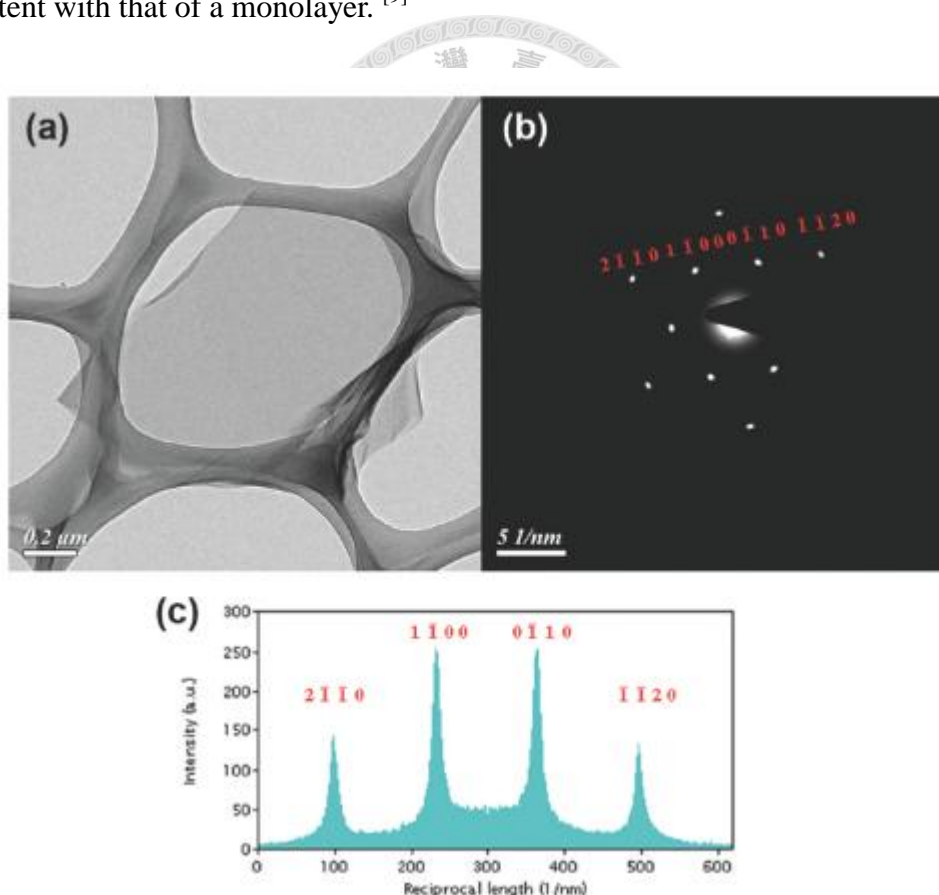 tent with that of a monolayer. [9]
灣 臺
(a)
(b)
2 1̄ 1̄ 0 1 1 0 0 0 1̄ 1 0 1̄ 1̄ 2 0
0.2 μm
5 1/nm
(c)
300
1 1̄ 0 0 0 1̄ 1 0
250
2 1̄ 1̄ 0 1̄ 1̄ 2 0
200
150
100
50
0
Intensity (a.u.)
0 100 200 300 400 500 600
Reciprocal length (1/nm)